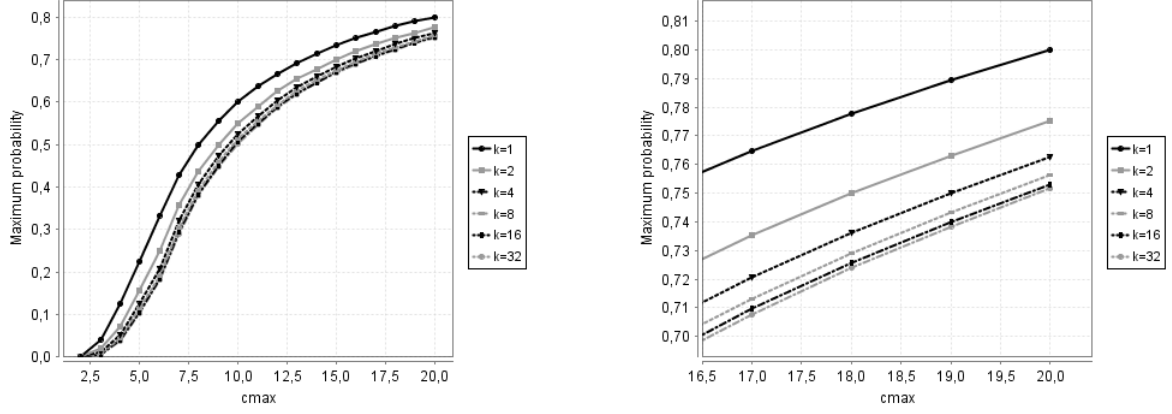 Maximum probability
0,8
0,7
0,6
0,5
0,4
0,3
0,2
0,1
0,0
2,5 5,0 7,5 10,0 12,5 15,0 17,5 20,0
cmax
k=1
k=2
k=4
k=8
k=16
k=32
Maximum probability
0,81
0,80
0,79
0,78
0,77
0,76
0,75
0,74
0,73
0,72
0,71
0,70
16,5 17,0 17,5 18,0 18,5 19,0 19,5 20,0
cmax
k=1
k=2
k=4
k=8
k=16
k=32